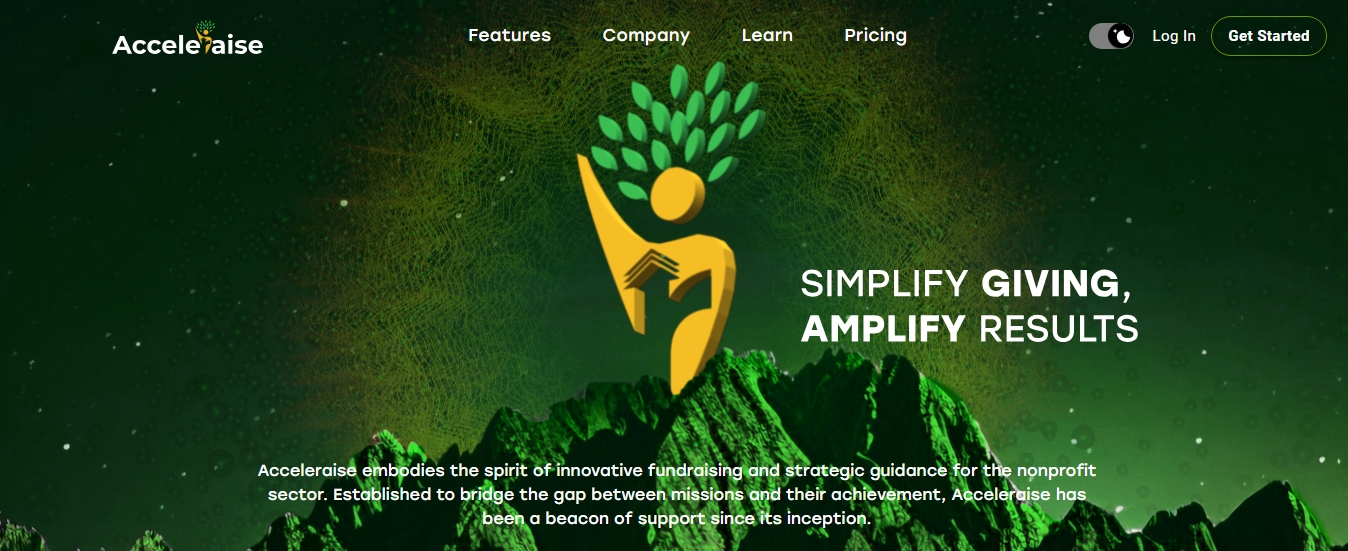 Acceleraise
Features
Company
Learn
Pricing
Log In
Get Started
SIMPLIFY GIVING,
AMPLIFY RESULTS
Acceleraise embodies the spirit of innovative fundraising and strategic guidance for the nonprofit
sector. Established to bridge the gap between missions and their achievement, Acceleraise has
been a beacon of support since its inception.